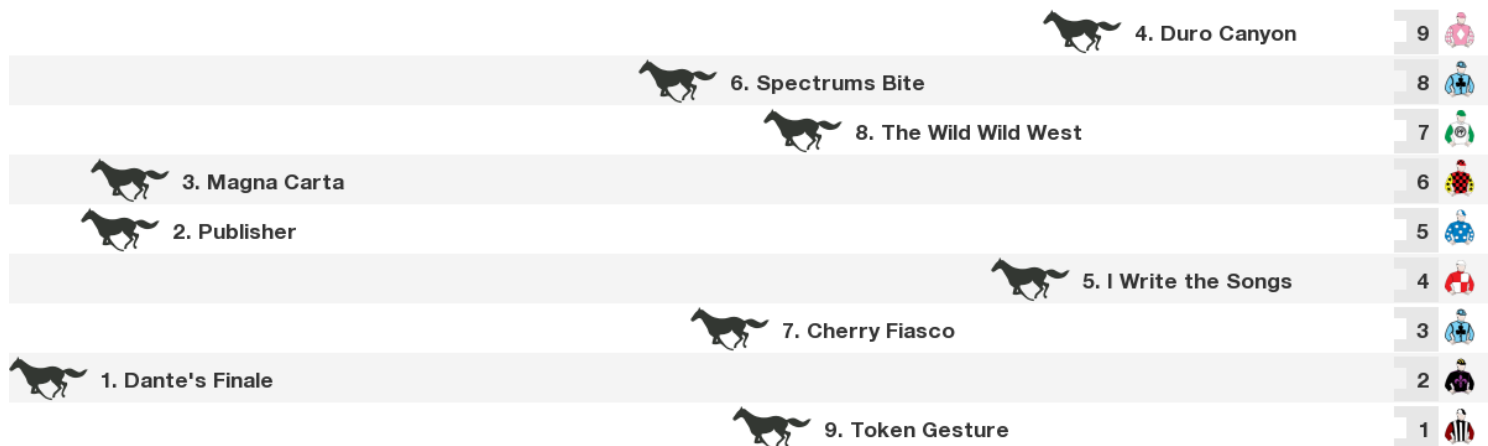 4. Duro Canyon 9
6. Spectrums Bite 8
8. The Wild Wild West 7
3. Magna Carta 6
2. Publisher 5
5. I Write the Songs 4
7. Cherry Fiasco 3
1. Dante's Finale 2
9. Token Gesture 1